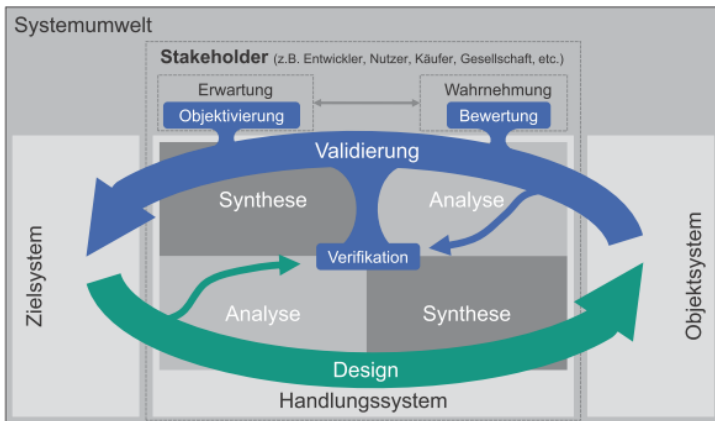 Systemumwelt
Stakeholder (z.B. Entwickler, Nutzer, Käufer, Gesellschaft, etc.)
Erwartung
Wahrnehmung
Objektivierung
Bewertung
Validierung
Synthese
Analyse
Verifikation
Zielsystem
Objektsystem
Analyse
Synthese
Design
Handlungssystem